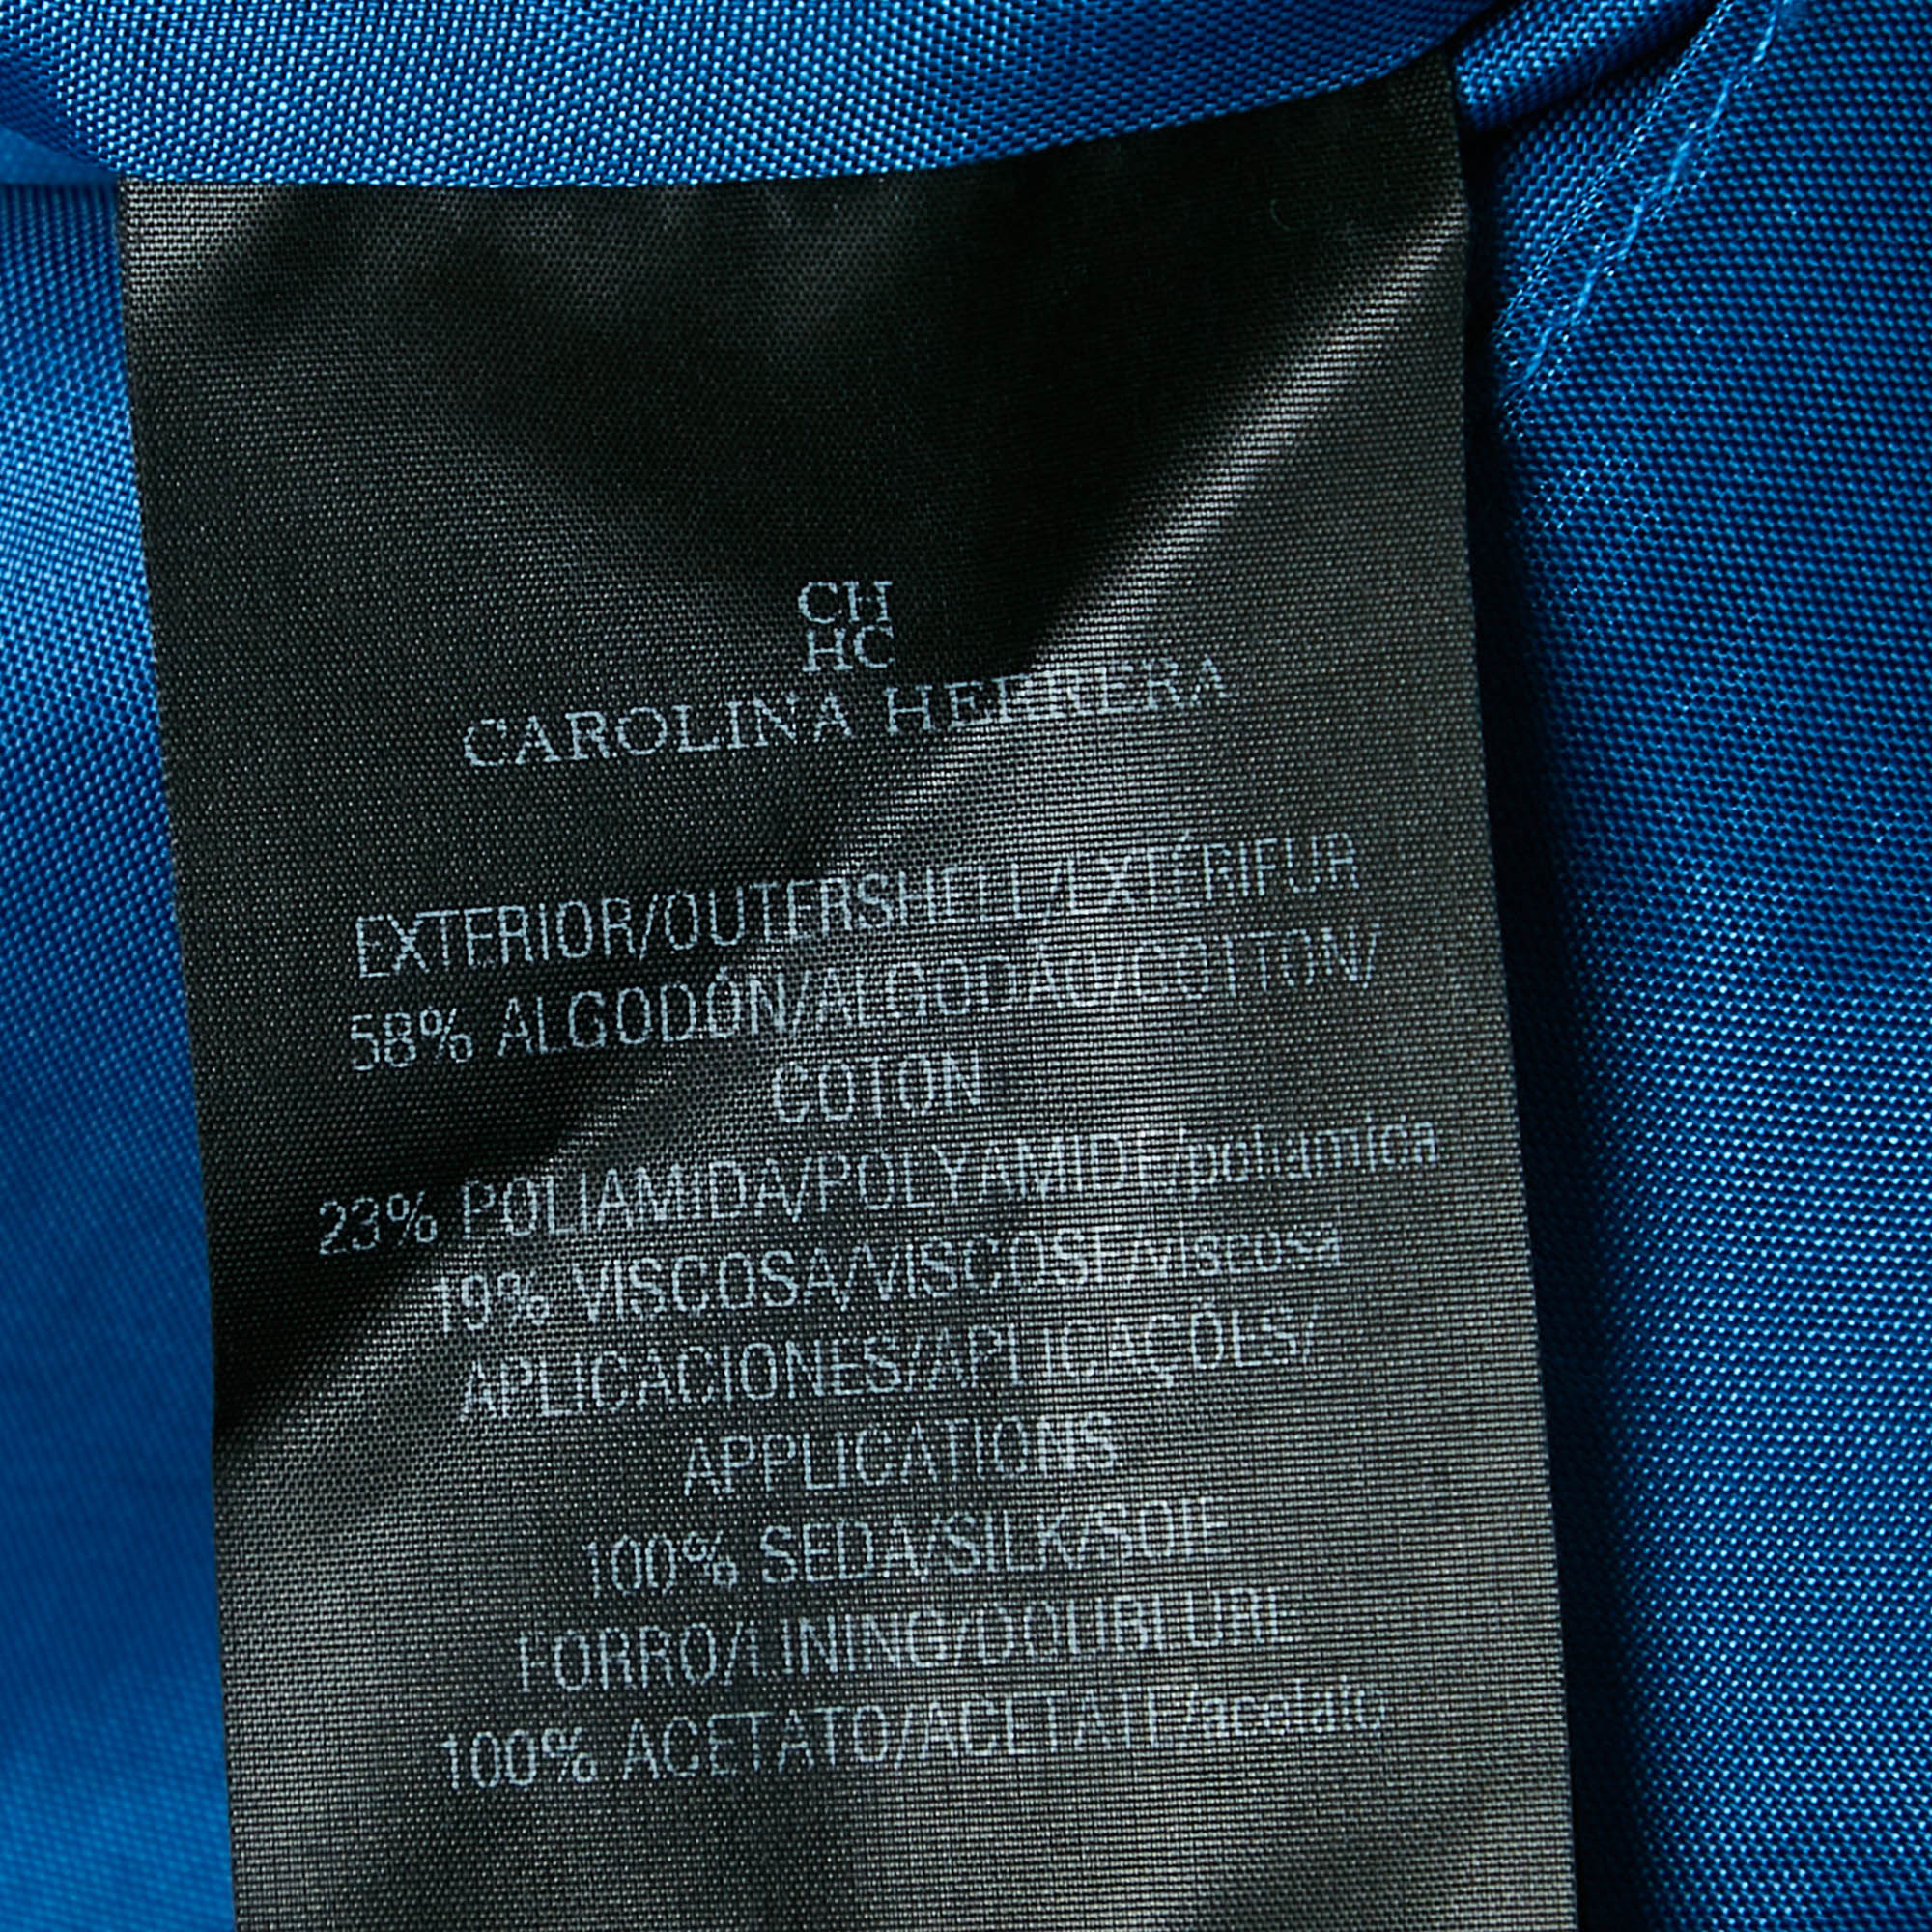 CH
HC
CAROLINA HERRERA
EXTERIOR/OUTERSHELL/EXTÉRIEUR
58% ALGODÓN/ALGODÃO/COTTON/
COTON
23% POLIAMIDA/POLYAMIDE/poliamica
19% VISCOSA/VISCOSE/viscosa
APLICACIONES/APLICAÇÕES/
APPLICATIONS
100% SEDA/SILK/SOIE
FORRO/LINING/DOUBLURE
100% ACETATO/ACETATE/acetato